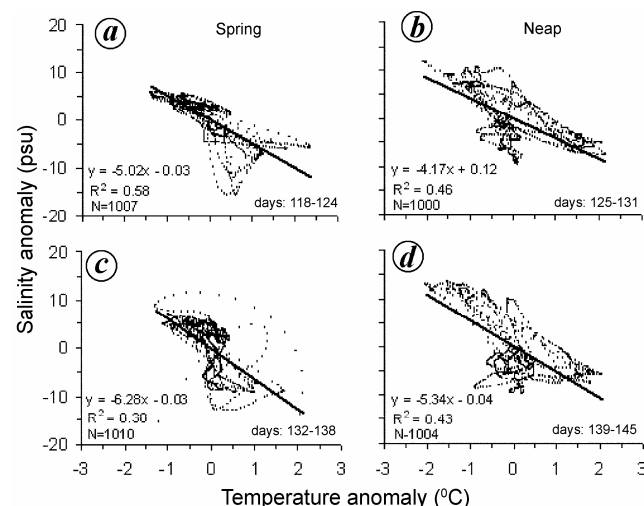 a Spring
b Neap
20
10
0
-10
-20
y = -5.02x - 0.03
R2 = 0.58
N=1007
days: 118-124
y = -4.17x + 0.12
R2 = 0.46
N=1000
days: 125-131
Salinity anomaly (psu)
c
d
20
10
0
-10
-20
y = -6.28x - 0.03
R2 = 0.30
N=1010
days: 132-138
y = -5.34x - 0.04
R2 = 0.43
N-1004
days: 139-145
-3 -2 -1 0 1 2 3
-3 -2 -1 0 1 2 3
Temperature anomaly (0C)